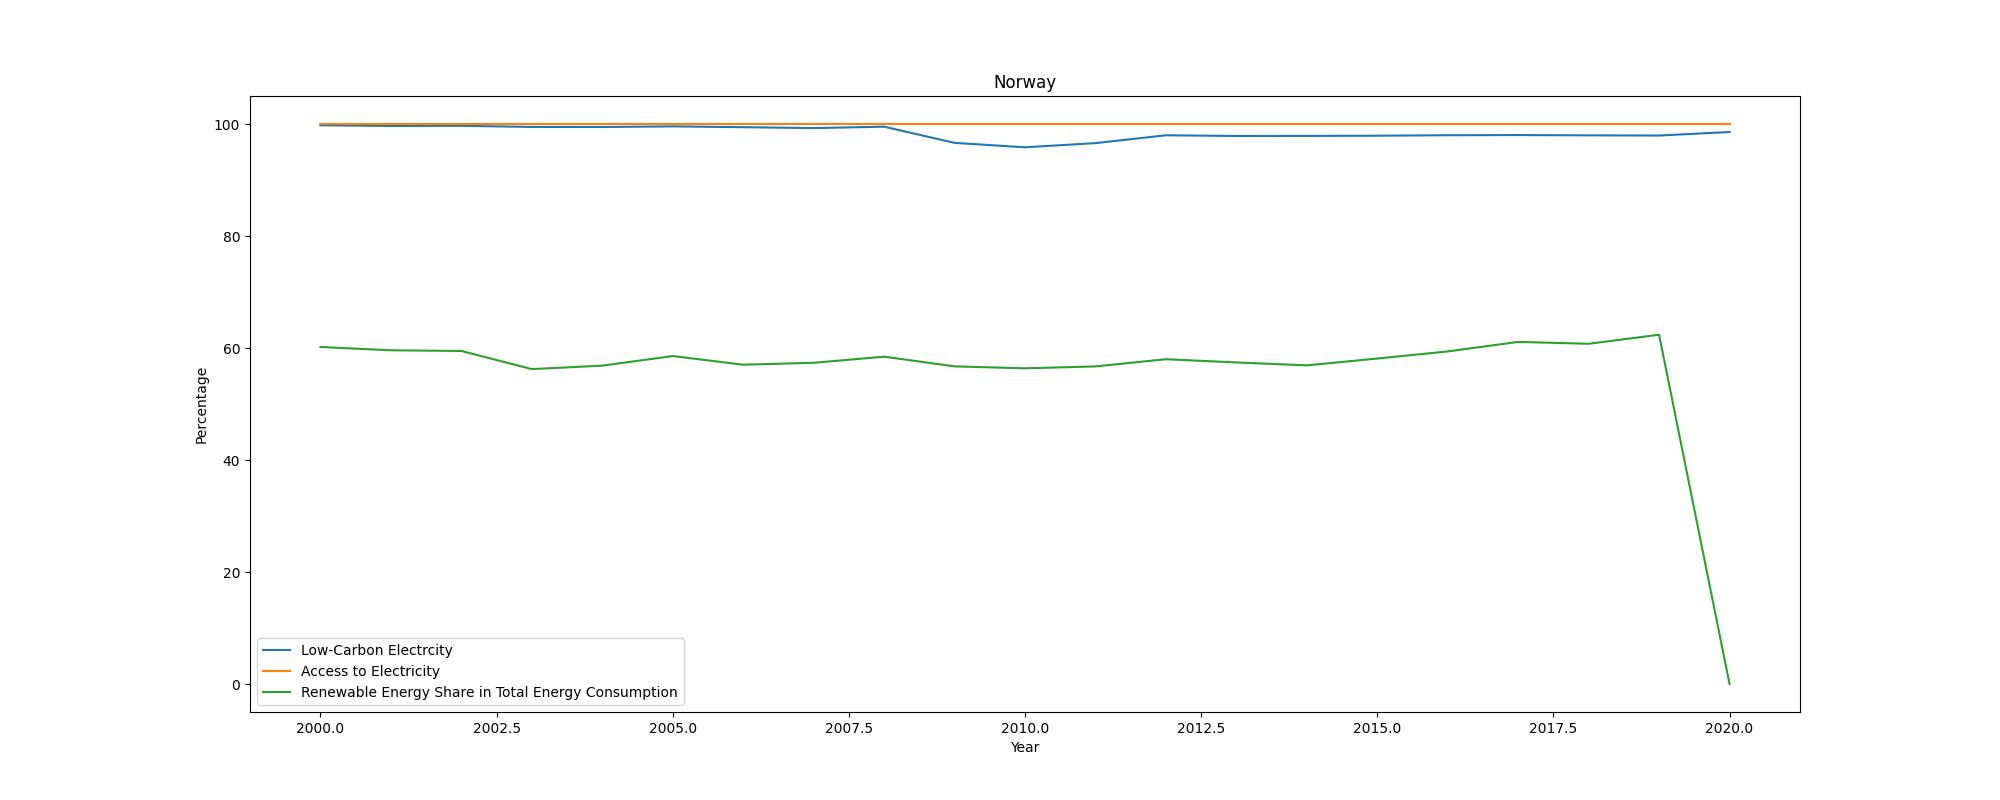 Norway
Percentage
100
80
60
40
20
0
Low-Carbon Electrcity
Access to Electricity
Renewable Energy Share in Total Energy Consumption
2000.0 2002.5 2005.0 2007.5 2010.0 2012.5 2015.0 2017.5 2020.0
Year